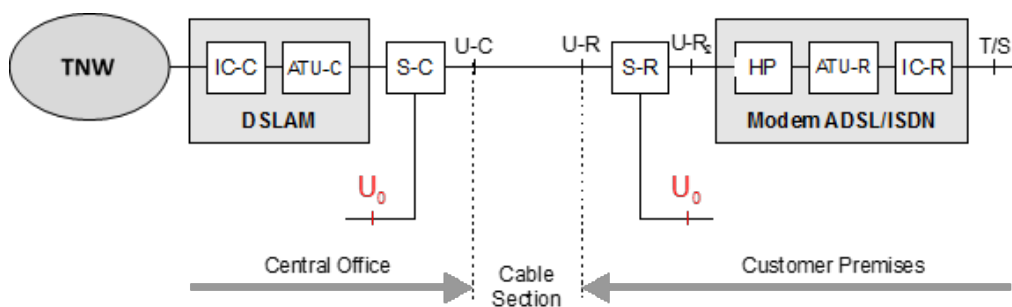 U-C
U-R
U-R2
T/S
TNW
IC-C
ATU-C
S-C
S-R
HP
ATU-R
IC-R
DSLAM
Modem ADSL/ISDN
U0
U0
Central Office
Cable
Section
Customer Premises